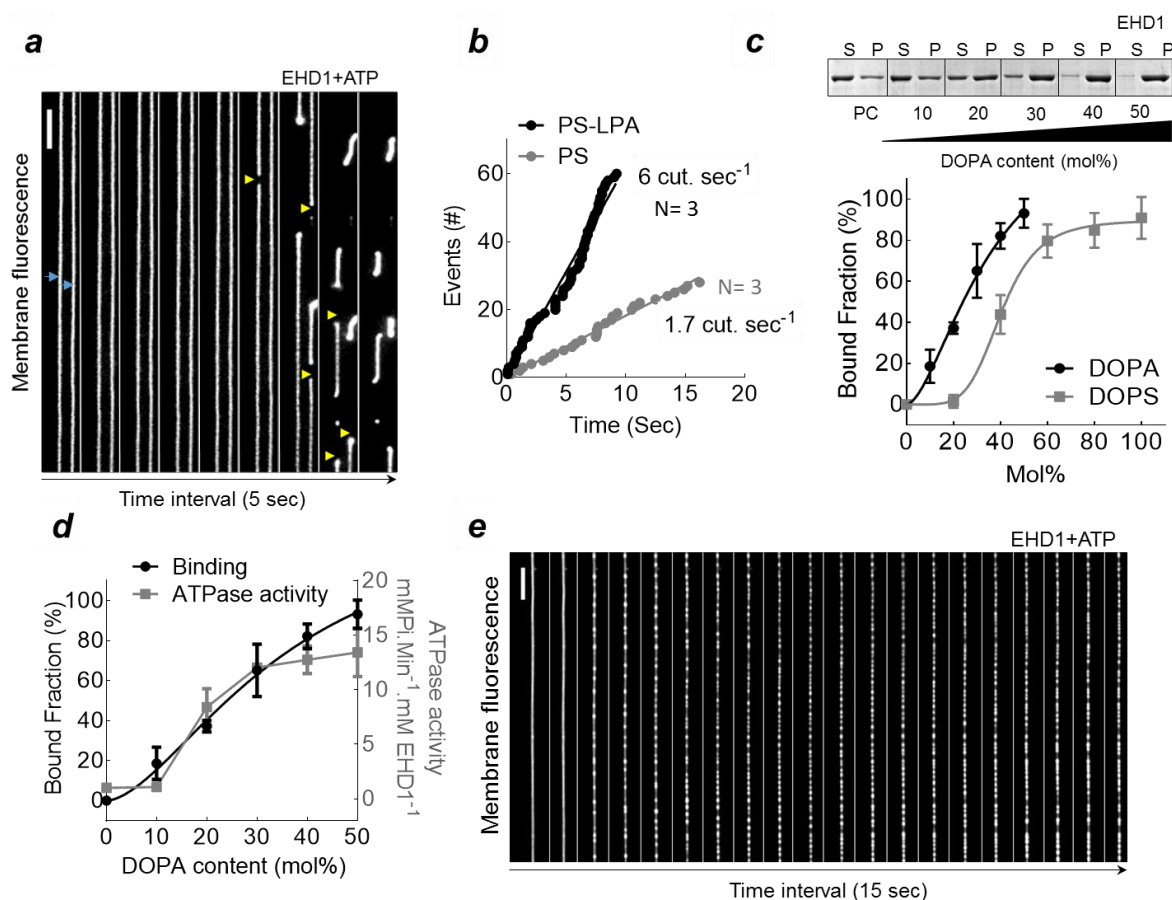 a
EHD1+ATP
Membrane fluorescence
Time interval (5 sec)
b
PS-LPA
PS
60
40
20
0
Events (#)
6 cut. sec⁻¹
N= 3
N= 3
1.7 cut. sec⁻¹
0 5 10 15 20
Time (Sec)
c
EHD1
S P S P S P S P S P S P
PC 10 20 30 40 50
DOPA content (mol%)
100
80
60
40
20
0
Bound Fraction (%)
DOPA
DOPS
0 20 40 60 80 100
Mol%
d
Binding
ATPase activity
100
80
60
40
20
0
Bound Fraction (%)
20
15
10
5
0
ATPase activity
mMPi.Min⁻¹.mM EHD1⁻¹
0 10 20 30 40 50
DOPA content (mol%)
e
EHD1+ATP
Membrane fluorescence
Time interval (15 sec)